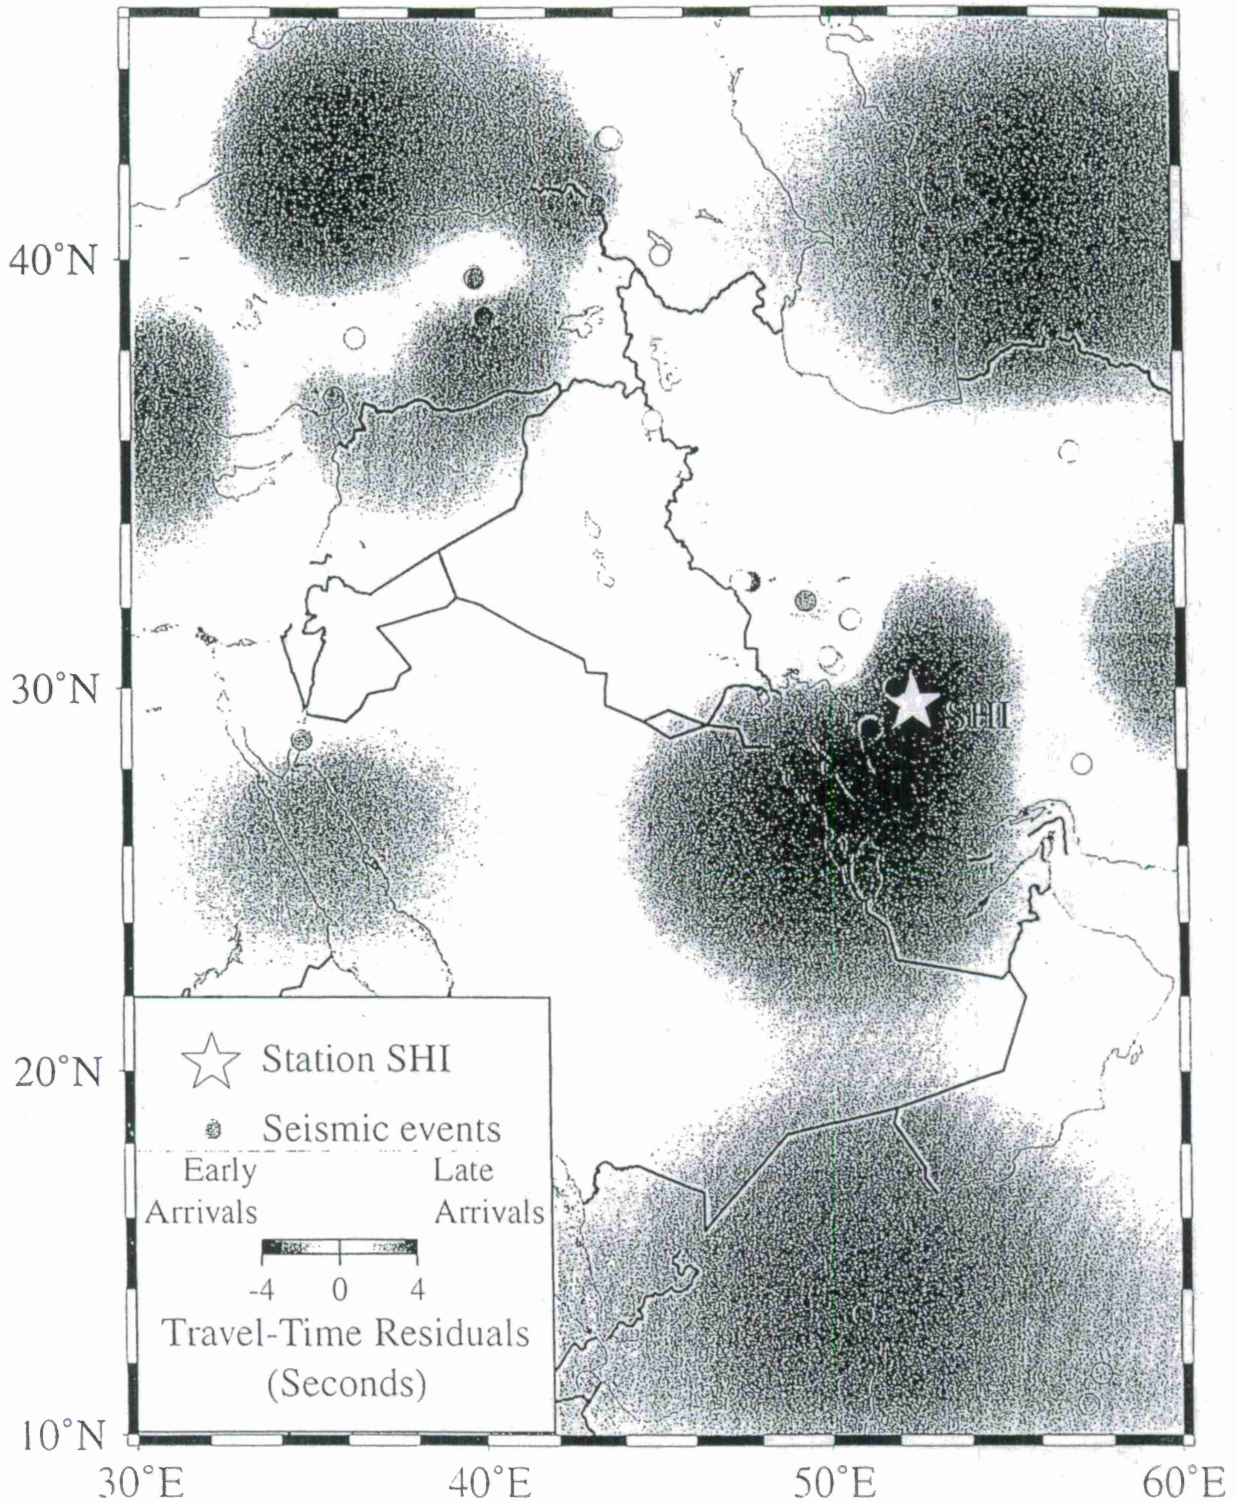 40°N
30°N
SHI
20°N
10°N
Station SHI
Seismic events
Early
Arrivals
Late
Arrivals
-4 0 4
Travel-Time Residuals
(Seconds)
30°E 40°E 50°E 60°E